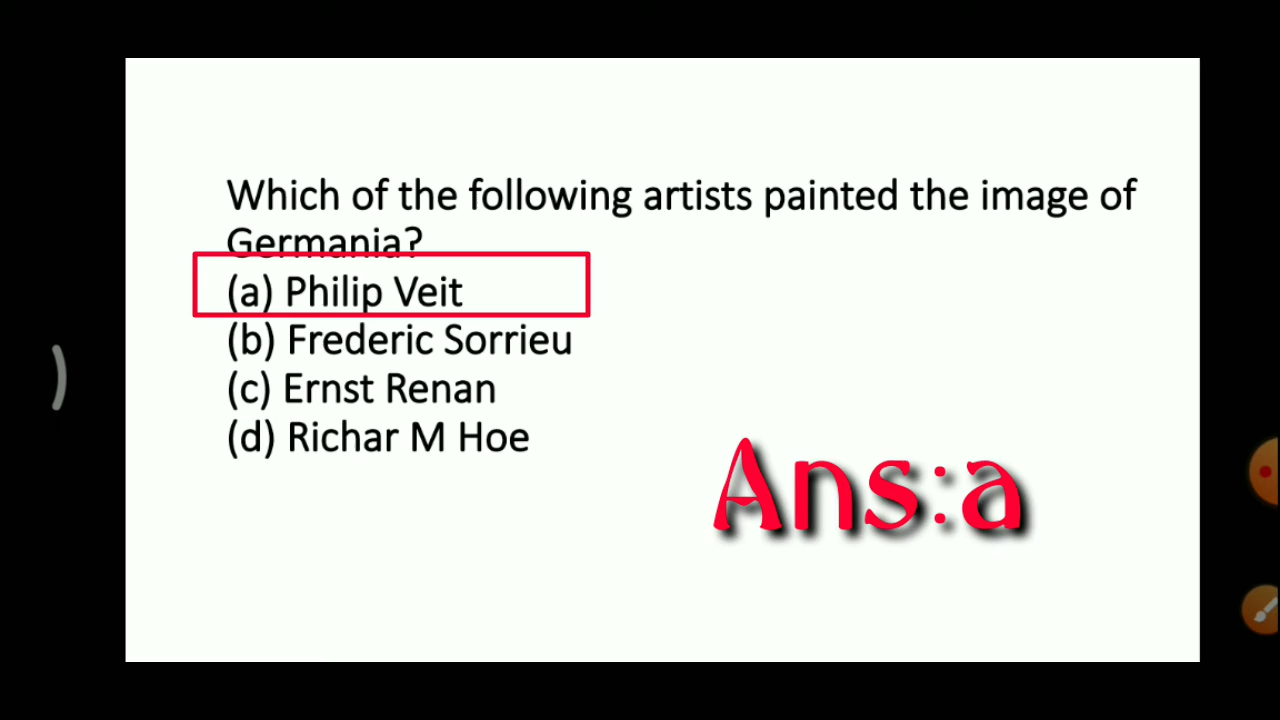 Which of the following artists painted the image of
Germania?
(a) Philip Veit
(b) Frederic Sorrieu
(c) Ernst Renan
(d) Richar M Hoe
Ans:a